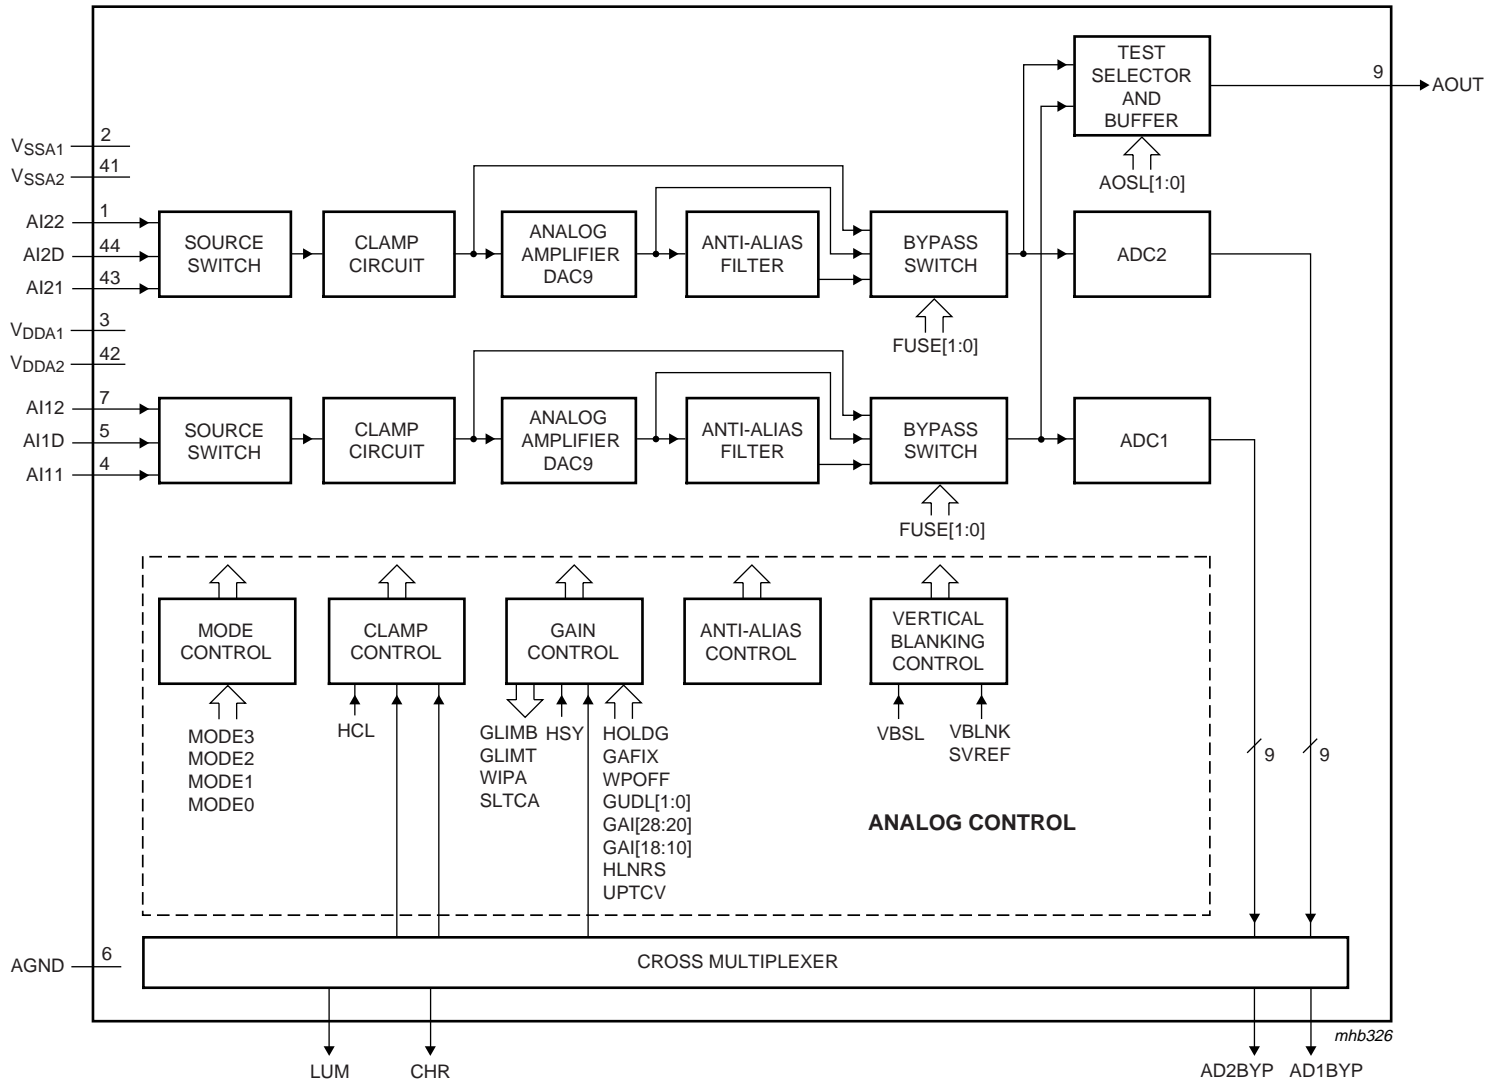 TEST
SELECTOR
AND
BUFFER
9
AOUT
AOSL[1:0]
VSSA1
2
VSSA2
41
AI22
1
AI2D
44
AI21
43
SOURCE
SWITCH
CLAMP
CIRCUIT
ANALOG
AMPLIFIER
DAC9
ANTI-ALIAS
FILTER
BYPASS
SWITCH
ADC2
FUSE[1:0]
VDDA1
3
VDDA2
42
AI12
7
AI1D
5
AI11
4
SOURCE
SWITCH
CLAMP
CIRCUIT
ANALOG
AMPLIFIER
DAC9
ANTI-ALIAS
FILTER
BYPASS
SWITCH
ADC1
FUSE[1:0]
MODE
CONTROL
CLAMP
CONTROL
GAIN
CONTROL
ANTI-ALIAS
CONTROL
VERTICAL
BLANKING
CONTROL
MODE3
MODE2
MODE1
MODE0
HCL
GLIMB
GLIMT
WIPA
SLTCA
HSY
HOLDG
GAFIX
WPOFF
GUDL[1:0]
GAI[28:20]
GAI[18:10]
HLNRS
UPTCV
VBSL
VBLNK
SVREF
9
9
ANALOG CONTROL
AGND
6
CROSS MULTIPLEXER
mhb326
LUM
CHR
AD2BYP
AD1BYP